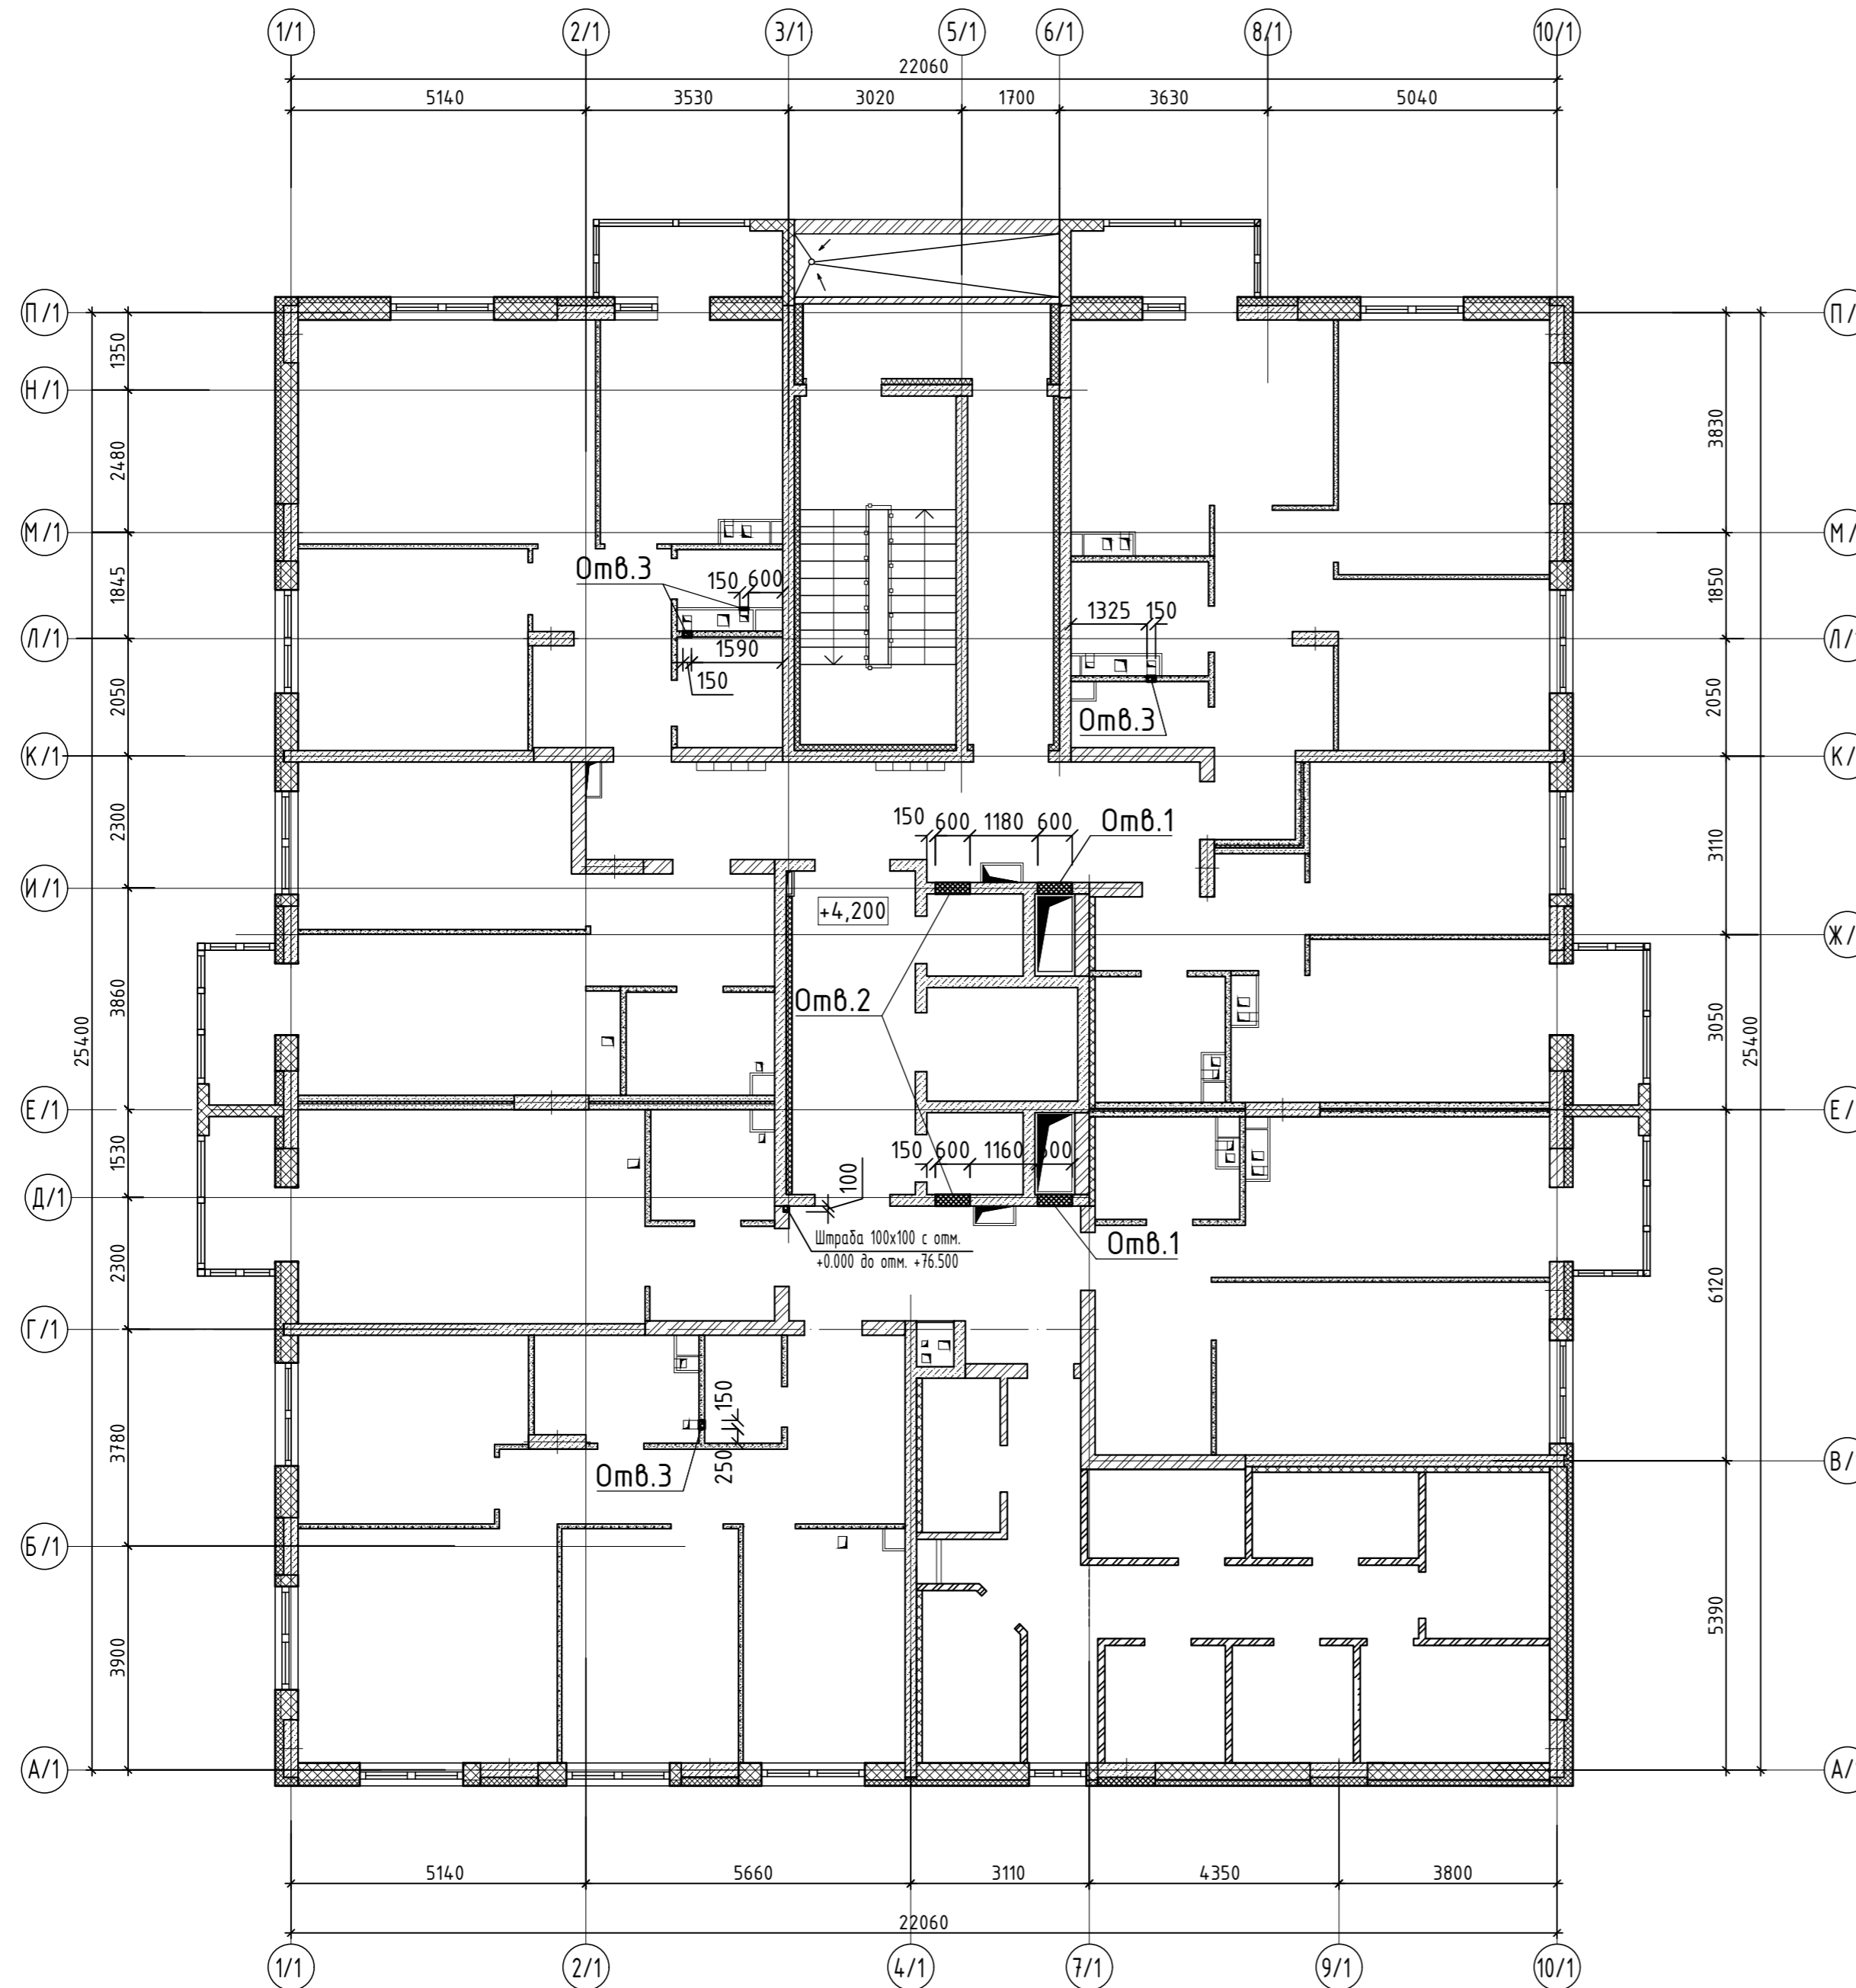 1/1
2/1
3/1
5/1
6/1
8/1
10/1
22060
5140
3530
3020
1700
3630
5040
П/1
П/
1350
Н/1
2480
3830
М/1
М/
1845
Отв.3
150
600
1850
1325
150
Л/1
Л/1
1590
150
2050
2050
Отв.3
К/1
К/
2300
150
600
1180
600
Отв.1
3110
И/1
+4,200
Ж/
3860
Отв.2
3050
25400
25400
Е/1
Е/
1530
150
600
1160
600
100
Д/1
Штраба 100х100 с отм.
+0.000 до отм. +76.500
Отв.1
2300
6120
Г/1
3780
150
250
Отв.3
В/
Б/1
5390
3900
А/1
А/
5140
5660
3110
4350
3800
22060
1/1
2/1
4/1
7/1
9/1
10/1